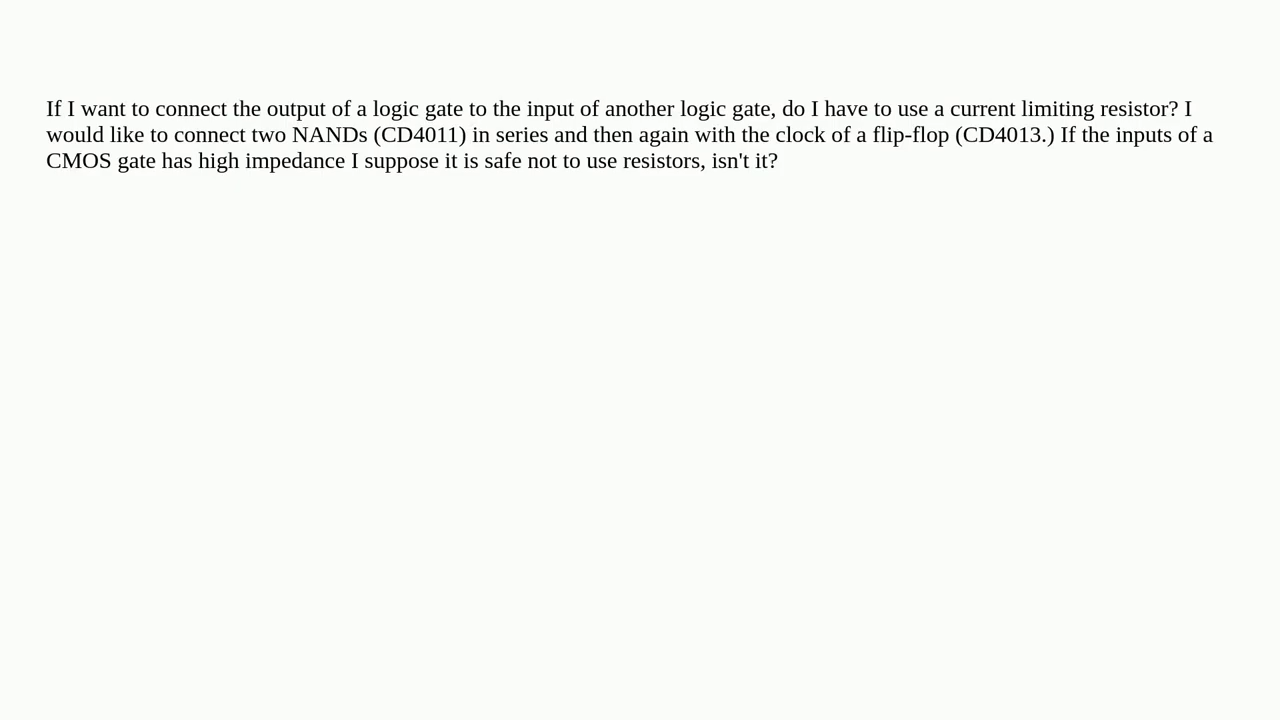 If I want to connect the output of a logic gate to the input of another logic gate, do I have to use a current limiting resistor? I
would like to connect two NANDs (CD4011) in series and then again with the clock of a flip-flop (CD4013.) If the inputs of a
CMOS gate has high impedance I suppose it is safe not to use resistors, isn't it?